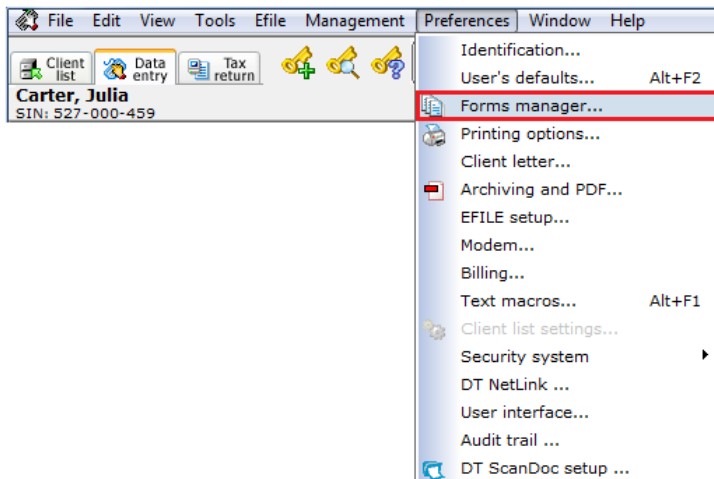 File Edit View Tools Efile Management Preferences Window Help
Client list
Data entry
Tax return
Carter, Julia
SIN: 527-000-459
Identification...
User's defaults... Alt+F2
Forms manager...
Printing options...
Client letter...
Archiving and PDF...
EFILE setup...
Modem...
Billing...
Text macros... Alt+F1
Client list settings...
Security system
DT NetLink ...
User interface...
Audit trail ...
DT ScanDoc setup ...